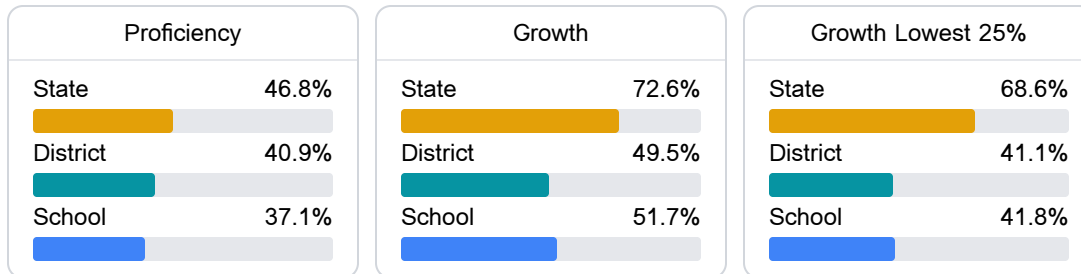 Proficiency
State 46.8%
District 40.9%
School 37.1%
Growth
State 72.6%
District 49.5%
School 51.7%
Growth Lowest 25%
State 68.6%
District 41.1%
School 41.8%